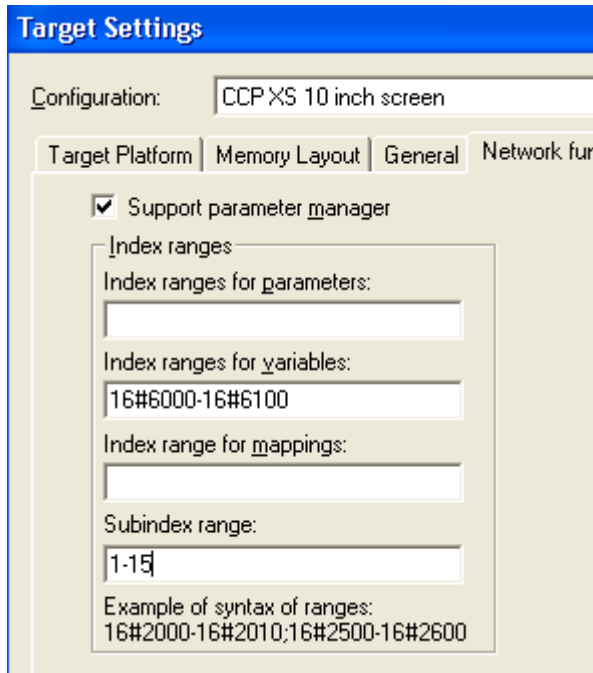 Target Settings
Configuration: CCP XS 10 inch screen
Target Platform Memory Layout General Network fun
Support parameter manager
Index ranges
Index ranges for parameters:
Index ranges for variables:
16#6000-16#6100
Index range for mappings:
Subindex range:
1-15
Example of syntax of ranges:
16#2000-16#2010;16#2500-16#2600